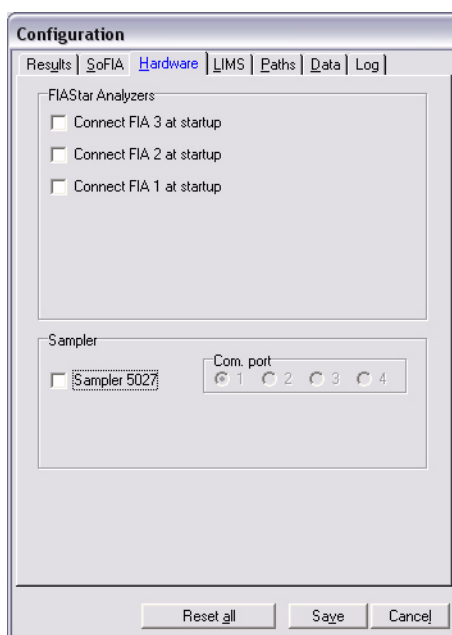 Configuration
Results SoFIA Hardware LIMS Paths Data Log
FIAStar Analyzers
Connect FIA 3 at startup
Connect FIA 2 at startup
Connect FIA 1 at startup
Sampler
Com. port
Sampler 5027 1 2 3 4
Reset all Save Cancel